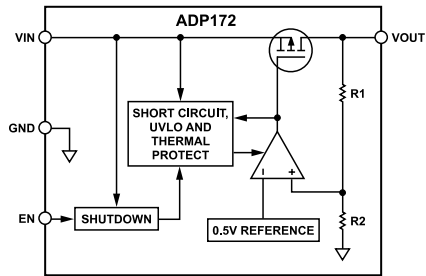 ADP172
VIN
VOUT
R1
SHORT CIRCUIT,
UVLO AND
THERMAL
PROTECT
GND
– +
EN
SHUTDOWN
0.5V REFERENCE
R2